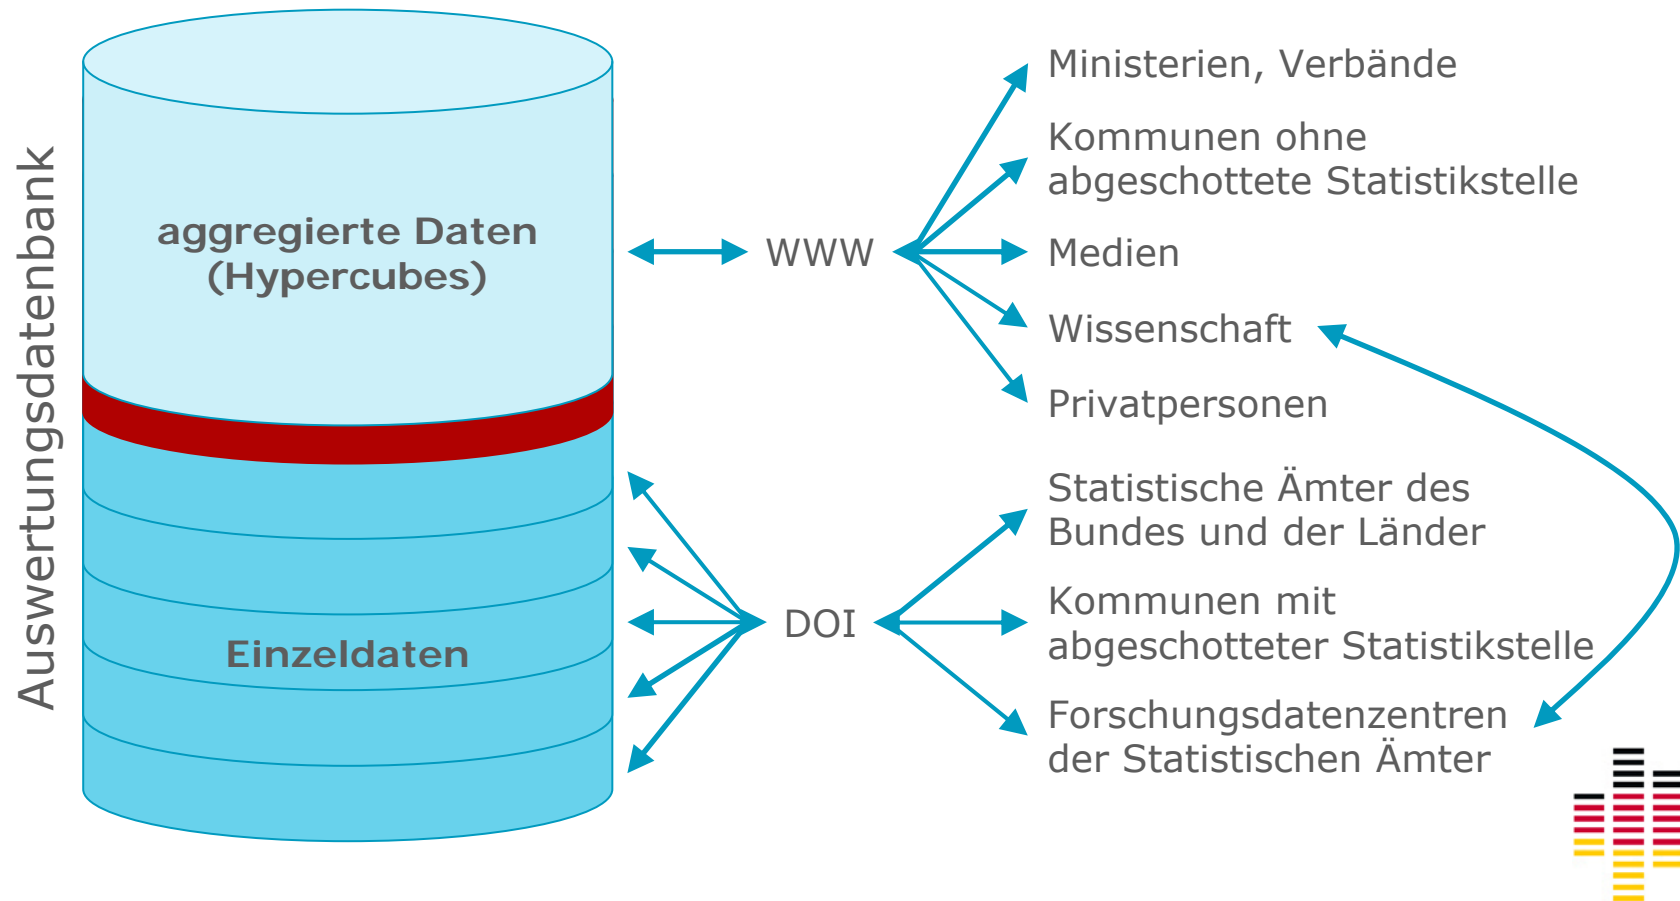 Auswertungsdatenbank
aggregierte Daten
(Hypercubes)
Einzeldaten
WWW
DOI
Ministerien, Verbände
Kommunen ohne
abgeschottete Statistikstelle
Medien
Wissenschaft
Privatpersonen
Statistische Ämter des
Bundes und der Länder
Kommunen mit
abgeschotteter Statistikstelle
Forschungsdatenzentren
der Statistischen Ämter